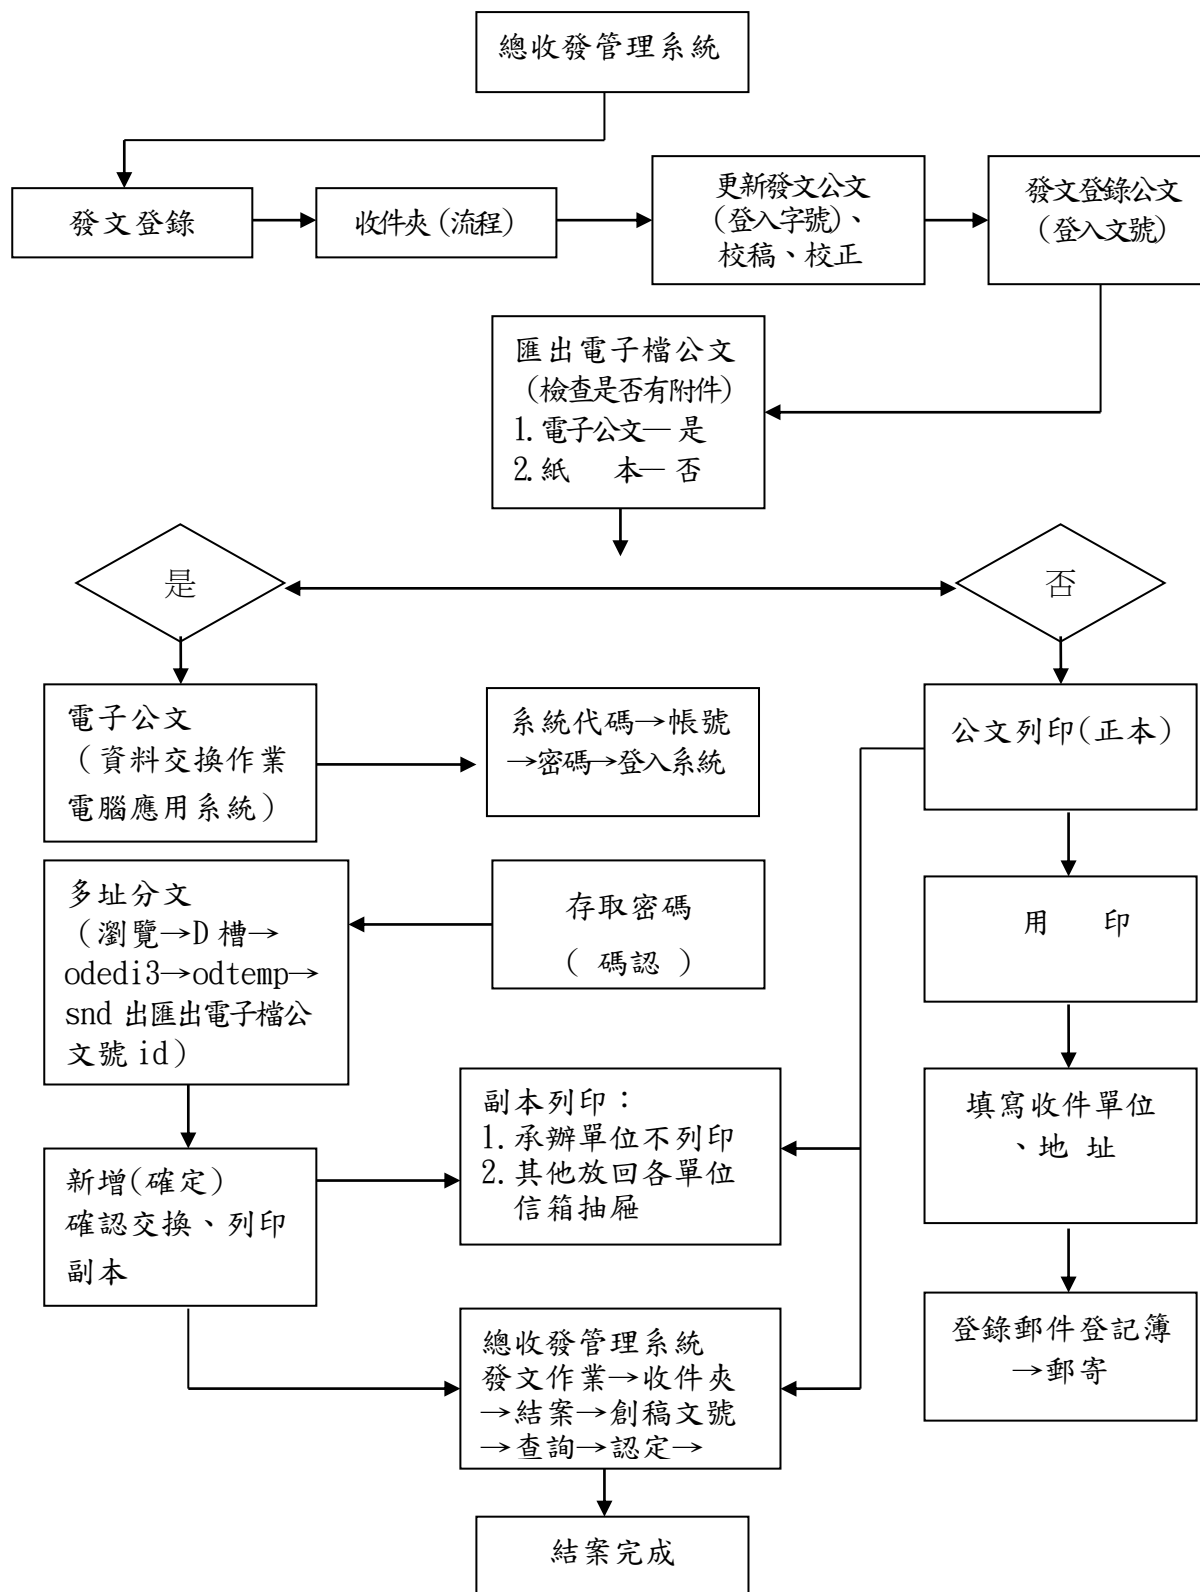 總收發管理系統
發文登錄
收件夾(流程)
更新發文公文
(登入字號)、
校稿、校正
發文登錄公文
(登入文號)
匯出電子檔公文
(檢查是否有附件)
1.電子公文—是
2.紙　本—否
是
否
電子公文
(資料交換作業
電腦應用系統)
系統代碼→帳號
→密碼→登入系統
公文列印(正本)
多址分文
(瀏覽→D槽→
odedi3→odtemp→
snd出匯出電子檔公
文號id)
存取密碼
( 碼認 )
用　印
副本列印：
1.承辦單位不列印
2.其他放回各單位
信箱抽屜
填寫收件單位
、地 址
新增(確定)
確認交換、列印
副本
總收發管理系統
發文作業→收件夾
→結案→創稿文號
→查詢→認定→
登錄郵件登記簿
→郵寄
結案完成